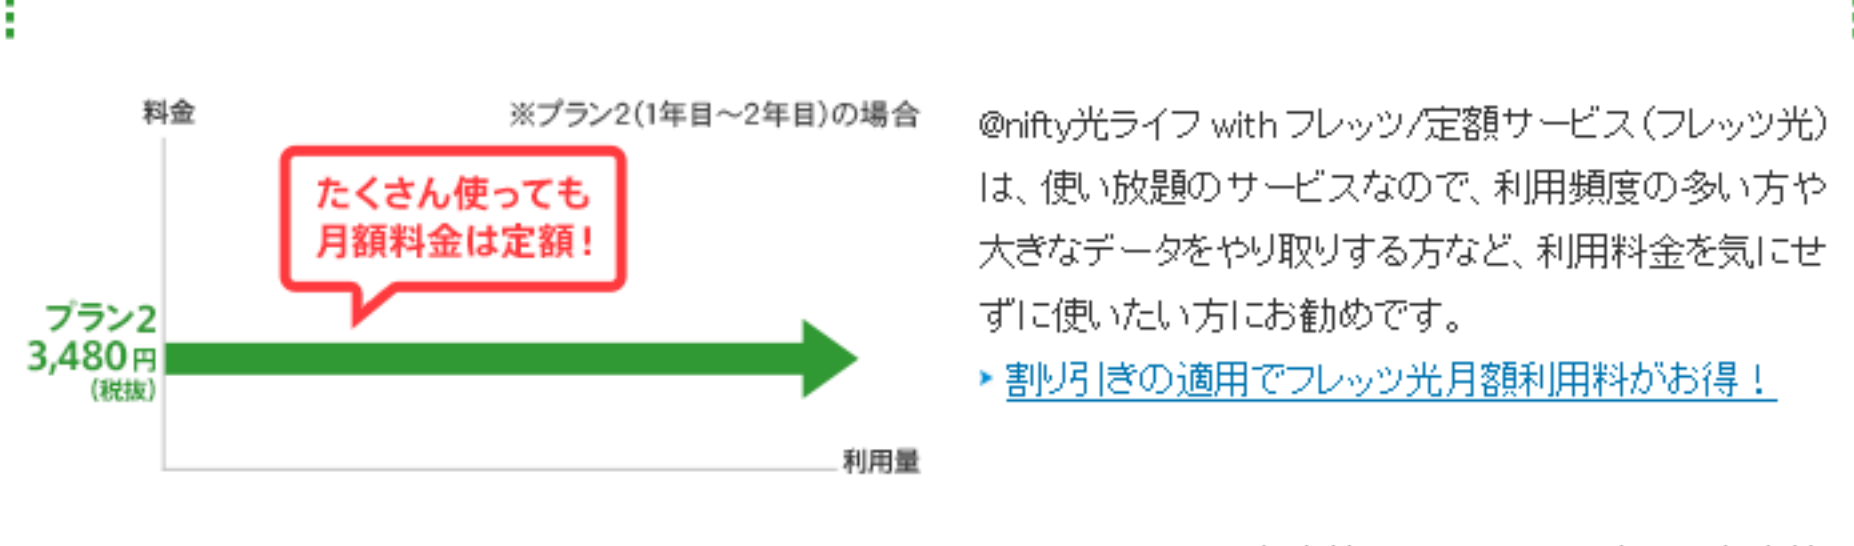 料金
※プラン2(1年目～2年目)の場合
たくさん使っても
月額料金は定額!
プラン2
3,480円
(税抜)
利用量
@nifty光ライフ with フレッツ/定額サービス(フレッツ光)
は、使い放題のサービスなので、利用頻度の多い方や
大きなデータをやり取りする方など、利用料金を気にせ
ずに使いたい方にお勧めです。
割り引きの適用でフレッツ光月額利用料がお得！